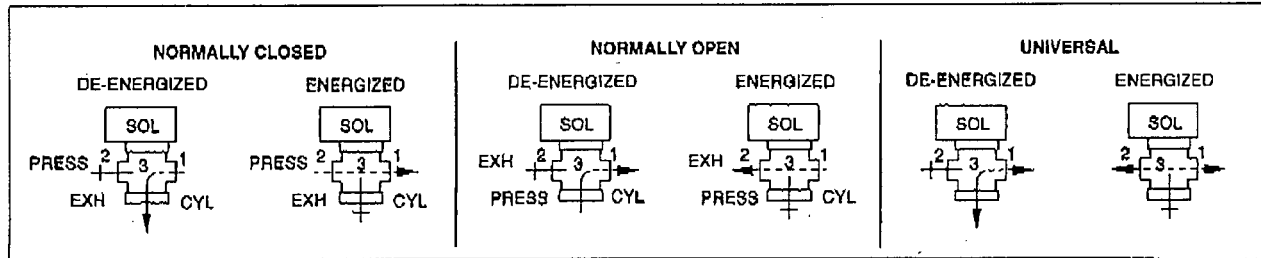 NORMALLY CLOSED
DE-ENERGIZED
SOL
PRESS 2 3 1
EXH
ENERGIZED
SOL
PRESS 2 3 1
EXH CYL
NORMALLY OPEN
DE-ENERGIZED
SOL
EXH 2 3 1
PRESS CYL
ENERGIZED
SOL
EXH 2 3 1
PRESS CYL
UNIVERSAL
DE-ENERGIZED
SOL
2 3 1
ENERGIZED
SOL
2 3 1